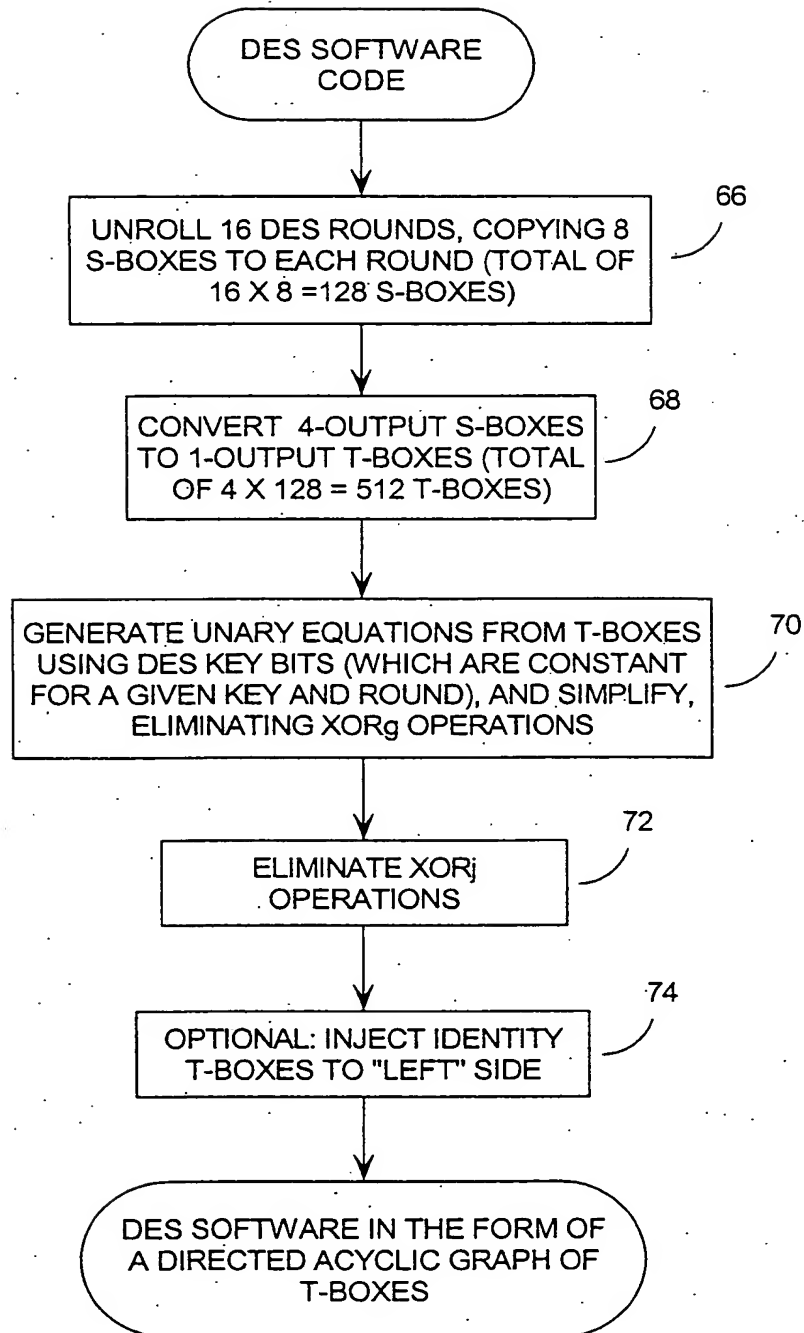 DES SOFTWARE
CODE
66
UNROLL 16 DES ROUNDS, COPYING 8
S-BOXES TO EACH ROUND (TOTAL OF
16 X 8 =128 S-BOXES)
68
CONVERT 4-OUTPUT S-BOXES
TO 1-OUTPUT T-BOXES (TOTAL
OF 4 X 128 = 512 T-BOXES)
70
GENERATE UNARY EQUATIONS FROM T-BOXES
USING DES KEY BITS (WHICH ARE CONSTANT
FOR A GIVEN KEY AND ROUND), AND SIMPLIFY,
ELIMINATING XORg OPERATIONS
72
ELIMINATE XORj
OPERATIONS
74
OPTIONAL: INJECT IDENTITY
T-BOXES TO "LEFT" SIDE
DES SOFTWARE IN THE FORM OF
A DIRECTED ACYCLIC GRAPH OF
T-BOXES